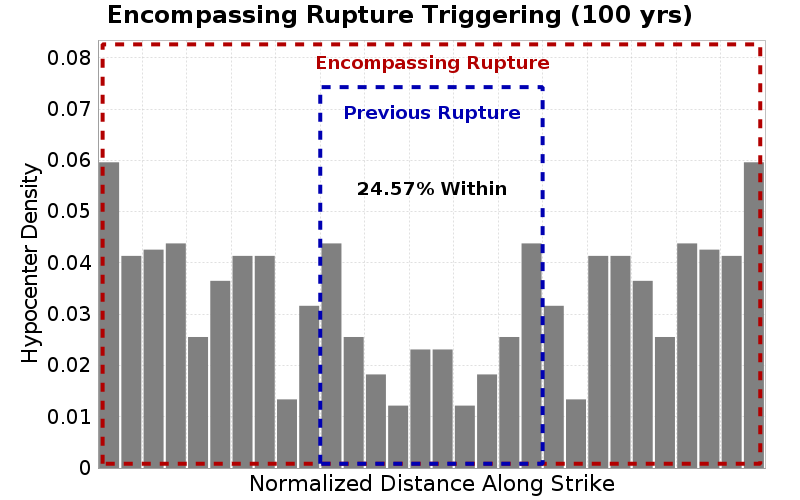 Encompassing Rupture Triggering (100 yrs)
0.08
Encompassing Rupture
0.07
Previous Rupture
0.06
24.57% Within
0.05
0.04
0.03
0.02
0.01
0
Hypocenter Density
Normalized Distance Along Strike